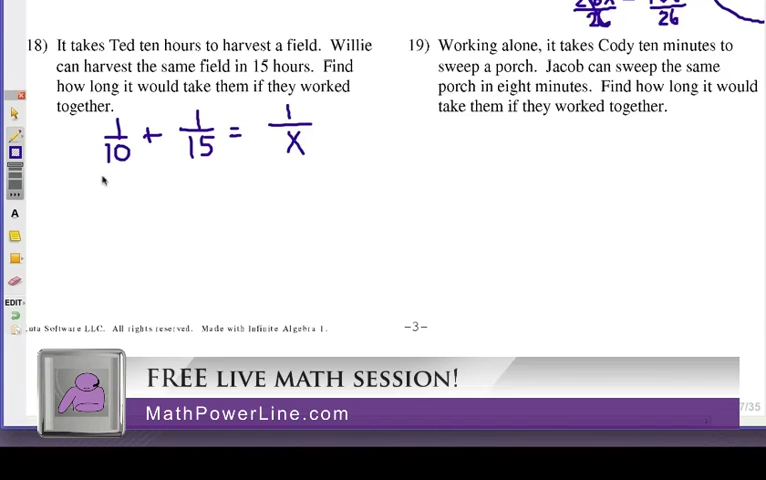 18) It takes Ted ten hours to harvest a field. Willie
can harvest the same field in 15 hours. Find
how long it would take them if they worked
together.
1/10 + 1/15 = 1/X
19) Working alone, it takes Cody ten minutes to
sweep a porch. Jacob can sweep the same
porch in eight minutes. Find how long it would
take them if they worked together.
26
26
A
EDIT
uta Software LLC. All rights reserved. Made with Infinite Algebra 1.
-3-
FREE LIVE MATH SESSION!
MathPowerLine.com
7/35